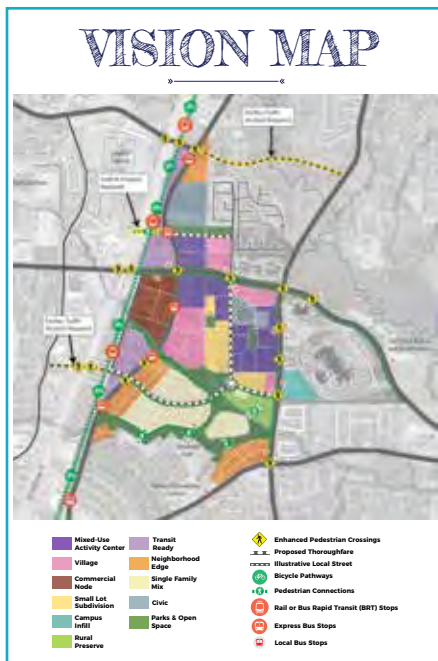 VISION MAP
Mixed-Use
Activity Center
Village
Commercial
Node
Small Lot
Subdivision
Campus
Infill
Rural
Preserve
Transit
Ready
Neighborhood
Edge
Single Family
Mix
Civic
Parks & Open
Space
Enhanced Pedestrian Crossings
Proposed Thoroughfare
Illustrative Local Street
Bicycle Pathways
Pedestrian Connections
Rail or Bus Rapid Transit (BRT) Stops
Express Bus Stops
Local Bus Stops